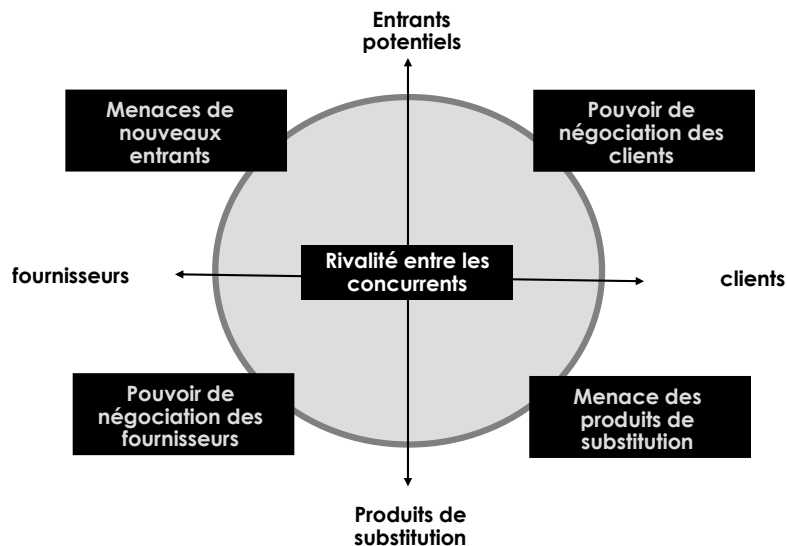 Entrants
potentiels
Menaces de
nouveaux
entrants
Pouvoir de
négociation des
clients
fournisseurs
Rivalité entre les
concurrents
clients
Pouvoir de
négociation des
fournisseurs
Menace des
produits de
substitution
Produits de
substitution